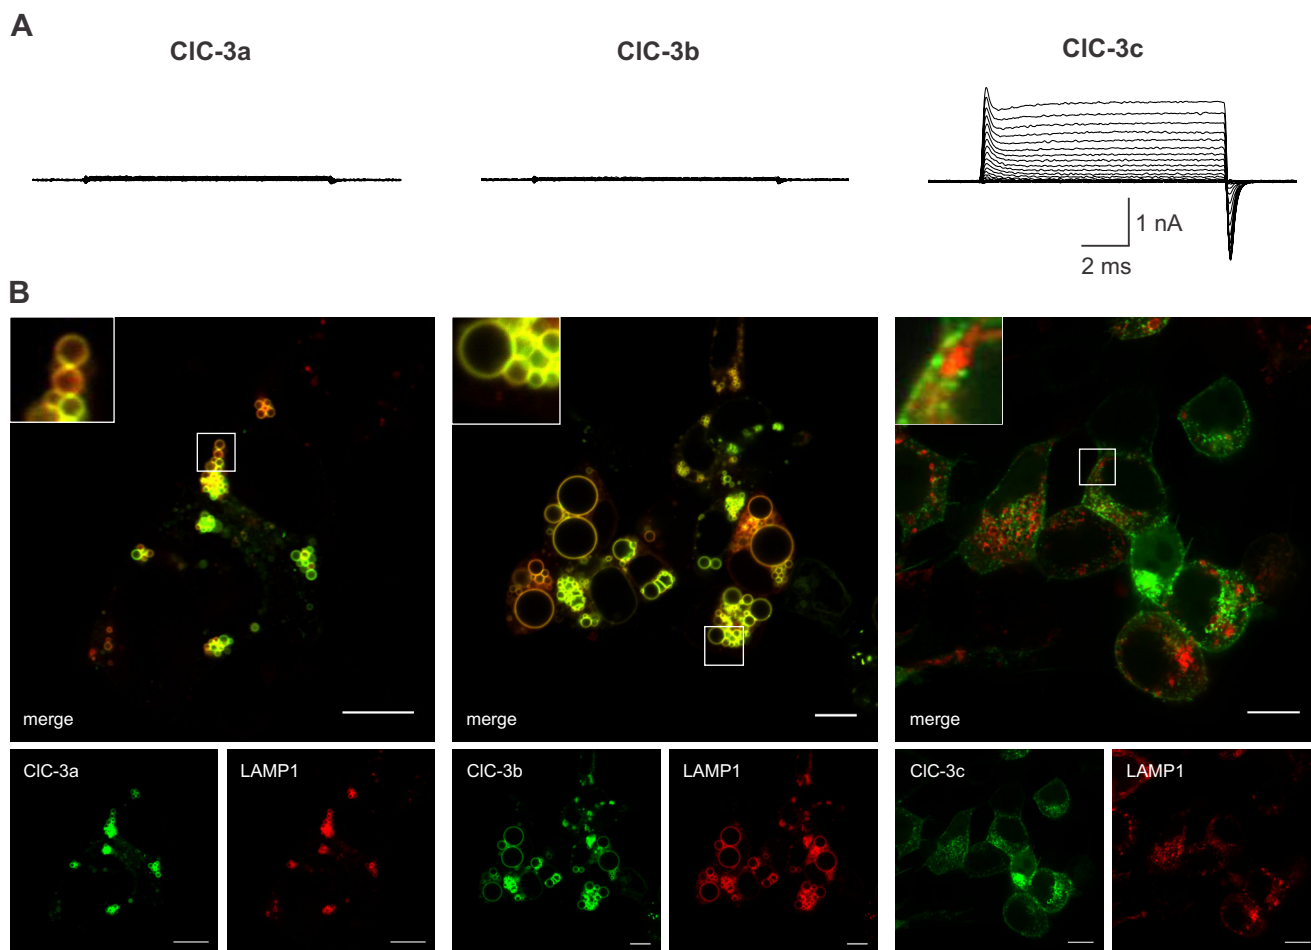 A
ClC-3a
ClC-3b
ClC-3c
1 nA
2 ms
B
merge
merge
merge
ClC-3a
LAMP1
ClC-3b
LAMP1
ClC-3c
LAMP1